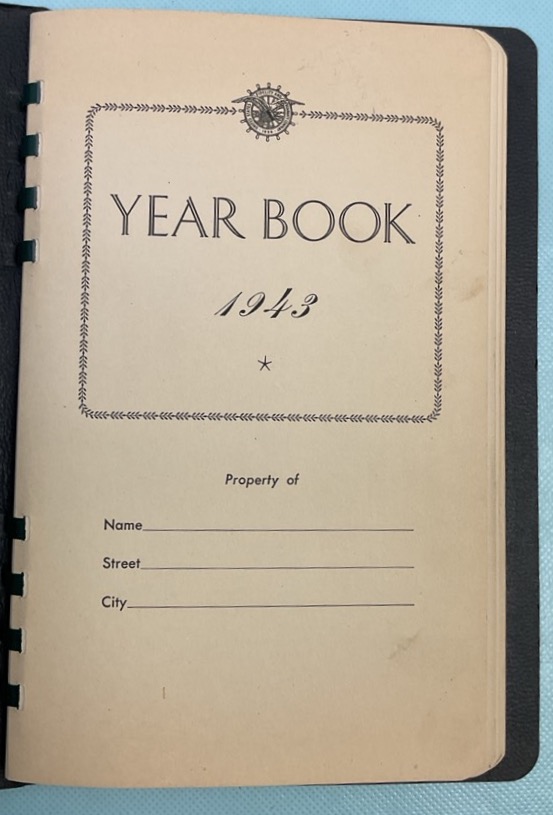 YEAR BOOK
1943
Property of
Name
Street
City